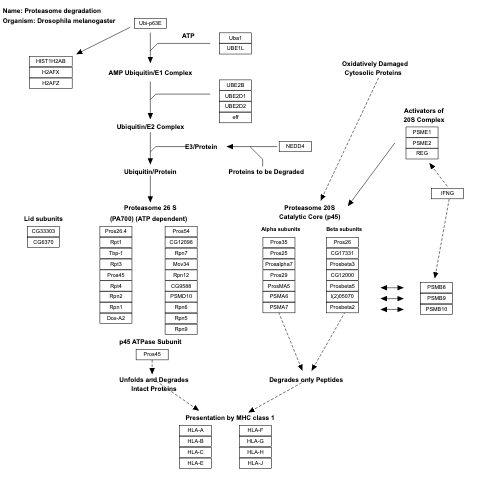 Name: Proteasome degradation
Organism: Drosophila melanogaster
Ubi-p63E
ATP
Uba1
UBE1L
HIST1H2AB
H2AFX
H2AFZ
AMP Ubiquitin/E1 Complex
Oxidatively Damaged
Cytosolic Proteins
UBE2B
UBE2D1
UBE2D2
eff
Activators of
20S Complex
PSME1
PSME2
REG
Ubiquitin/E2 Complex
E3/Protein
NEDD4
Ubiquitin/Protein
Proteins to be Degraded
IFNG
Proteasome 26 S
(PA700) (ATP dependent)
Proteasome 20S
Catalytic Core (p45)
Lid subunits
CG33303
CG6370
Pros26.4
Rpt1
Tbp-1
Rpt3
Pros45
Rpt4
Rpn2
Rpn1
Dox-A2
Pros54
CG12096
Rpn7
Mov34
Rpn12
CG9588
PSMD10
Rpn6
Rpn5
Rpn9
Alpha subunits
Pros35
Pros25
Prosalpha7
Pros29
ProsMA5
PSMA6
PSMA7
Beta subunits
Pros26
CG17331
Prosbeta3
CG12000
Prosbeta5
l(2)05070
Prosbeta2
PSMB8
PSMB9
PSMB10
p45 ATPase Subunit
Pros45
Unfolds and Degrades
Intact Proteins
Degrades only Peptides
Presentation by MHC class 1
HLA-A
HLA-B
HLA-C
HLA-E
HLA-F
HLA-G
HLA-H
HLA-J